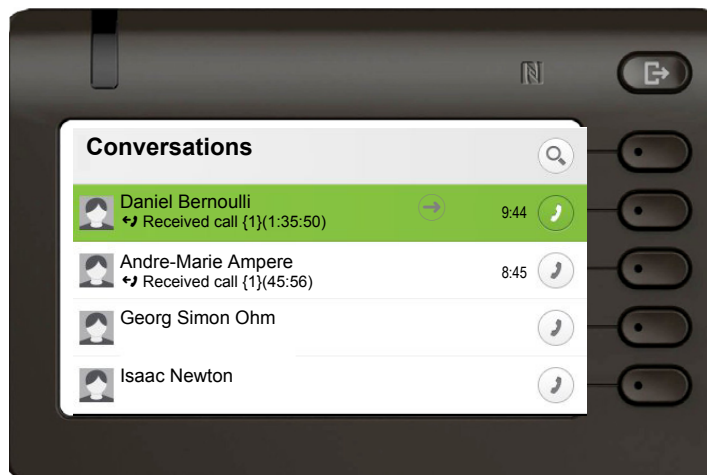 Conversations
Daniel Bernoulli
Received call {1}(1:35:50)
9:44
Andre-Marie Ampere
Received call {1}(45:56)
8:45
Georg Simon Ohm
Isaac Newton